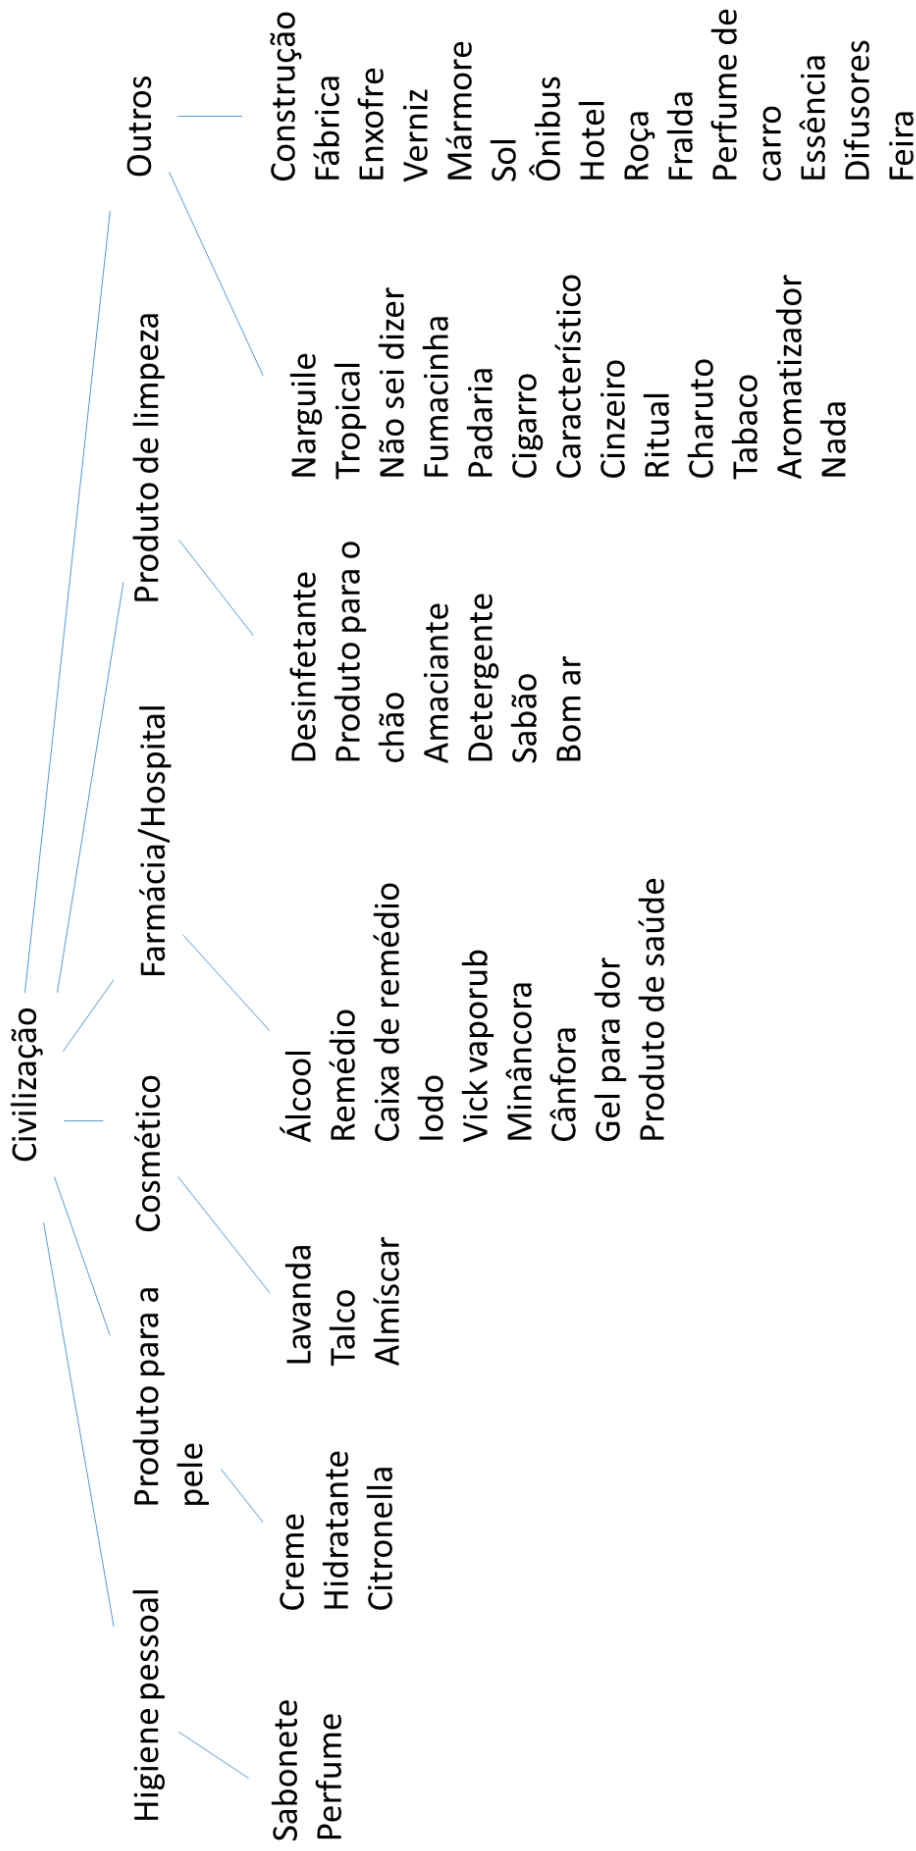 Civilização
Higiene pessoal
Produto para a
pele
Cosmético
Farmácia/Hospital
Produto de limpeza
Outros
Sabonete
Perfume
Creme
Hidratante
Citronella
Lavanda
Talco
Almíscar
Álcool
Remédio
Caixa de remédio
Iodo
Vick vaporub
Minâncora
Cânfora
Gel para dor
Produto de saúde
Desinfetante
Produto para o
chão
Amaciante
Detergente
Sabão
Bom ar
Narguile
Tropical
Não sei dizer
Fumacinha
Padaria
Cigarro
Característico
Cinzeiro
Ritual
Charuto
Tabaco
Aromatizador
Nada
Construção
Fábrica
Enxofre
Verniz
Mármore
Sol
Ônibus
Hotel
Roça
Fralda
Perfume de
carro
Essência
Difusores
Feira